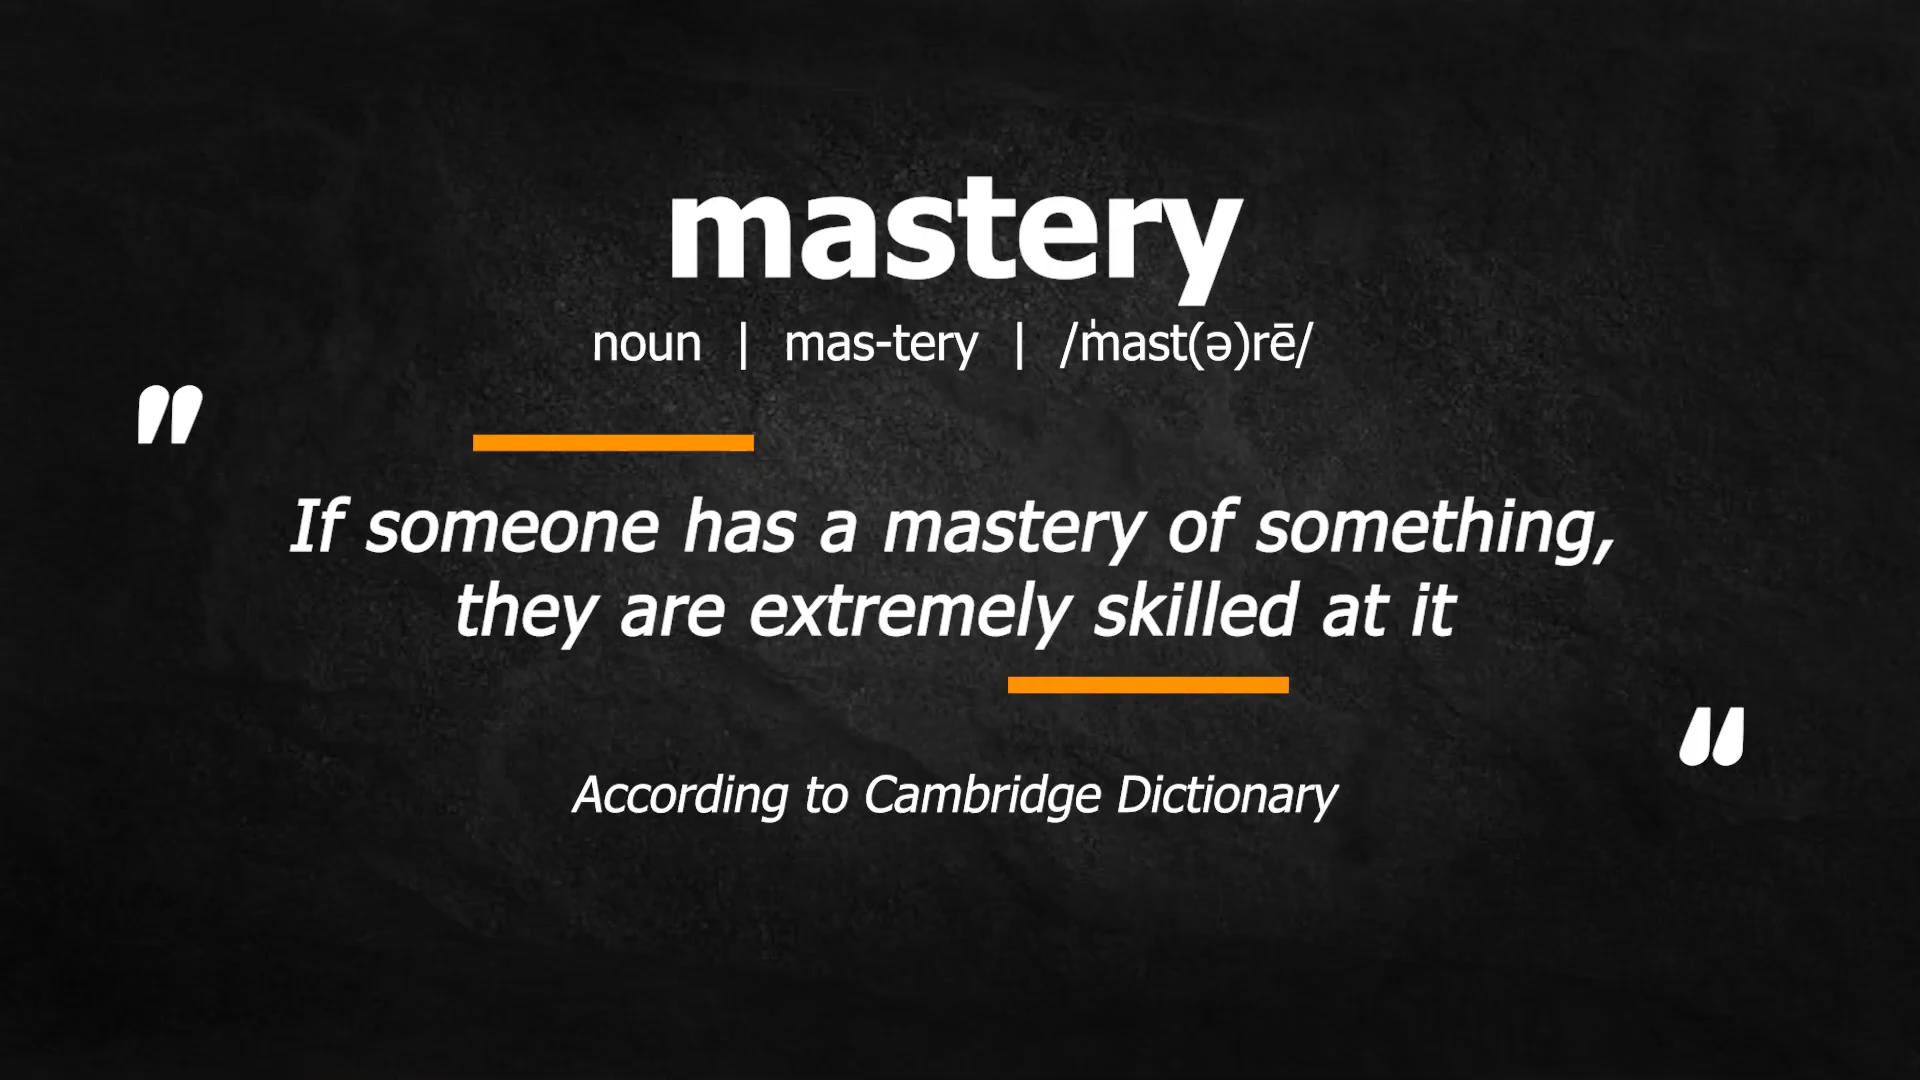 mastery
noun | mas-tery | /ṁast(ə)rē/
"
If someone has a mastery of something,
they are extremely skilled at it
"
According to Cambridge Dictionary